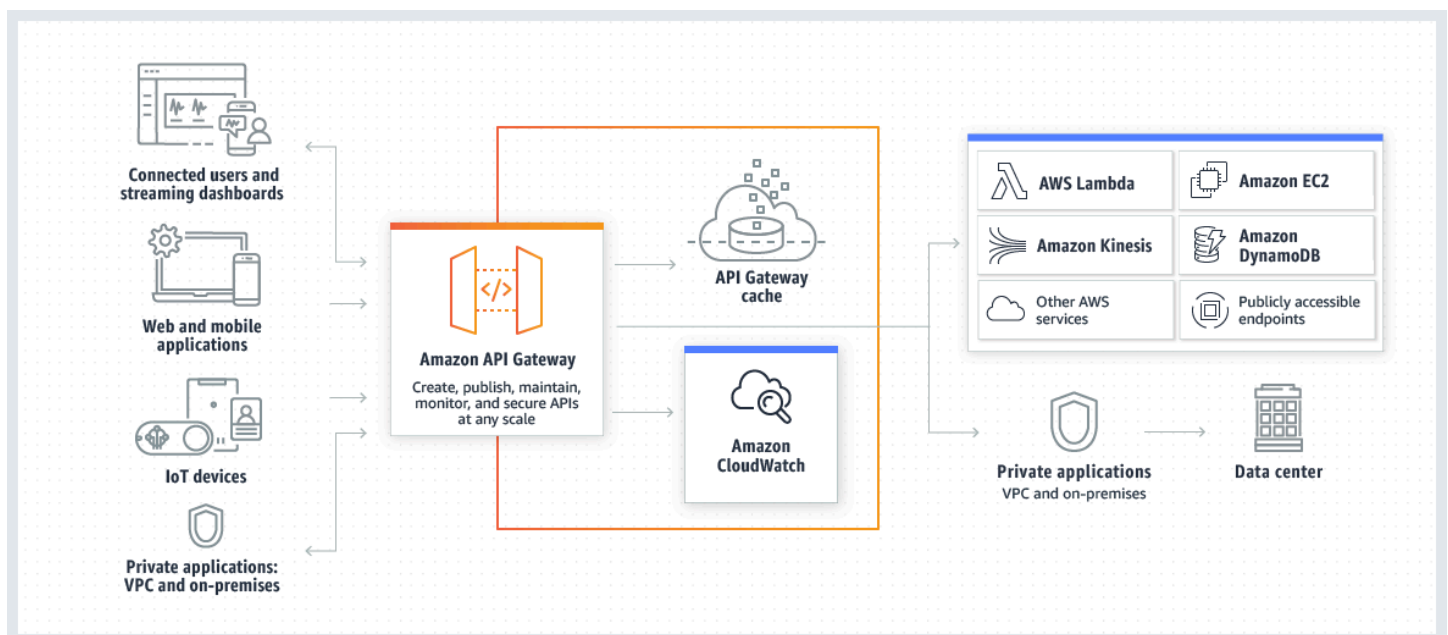 Connected users and
streaming dashboards
Web and mobile
applications
IoT devices
Private applications:
VPC and on-premises
</>
Amazon API Gateway
Create, publish, maintain,
monitor, and secure APIs
at any scale
API Gateway
cache
Amazon
CloudWatch
AWS Lambda
Amazon EC2
Amazon Kinesis
Amazon
DynamoDB
Other AWS
services
Publicly accessible
endpoints
Private applications
VPC and on-premises
Data center